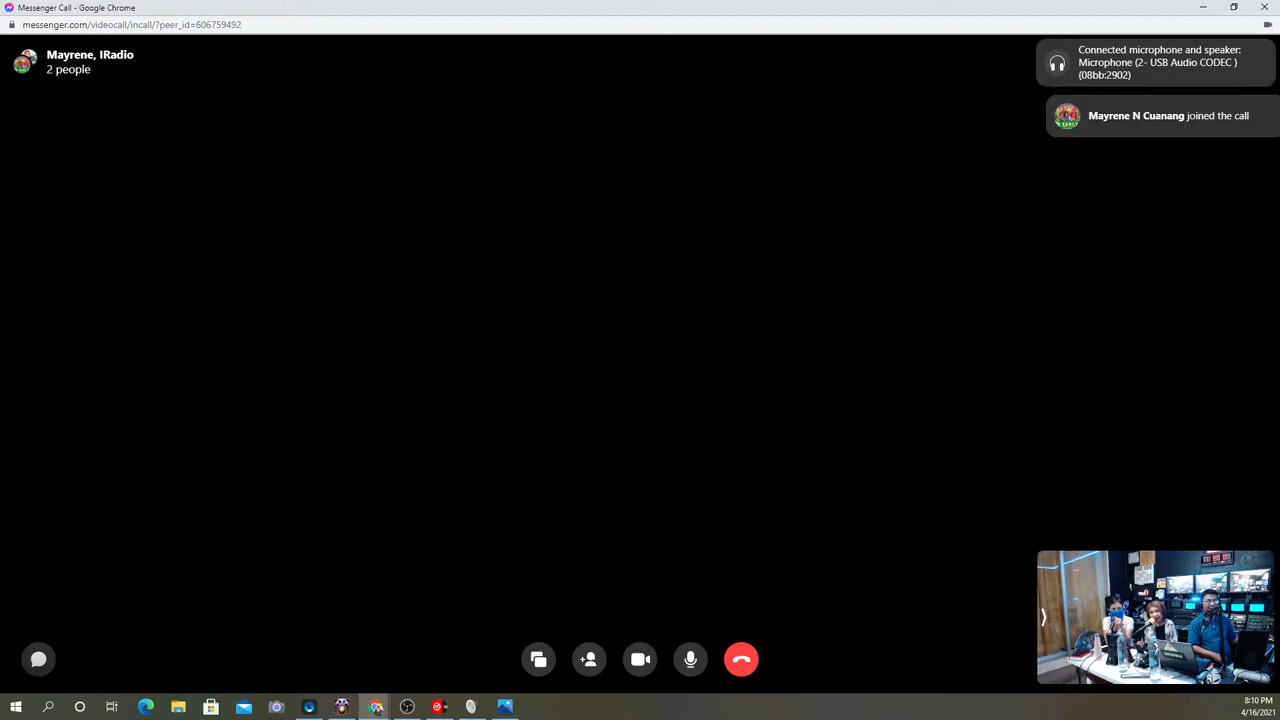 Messenger Call - Google Chrome
messenger.com/videocall/incall/?peer_id=606759492
Mayrene, IRadio
2 people
Connected microphone and speaker:
Microphone (2- USB Audio CODEC )
(08bb:2902)
Mayrene N Cuanang joined the call
8:10 PM
4/16/2021